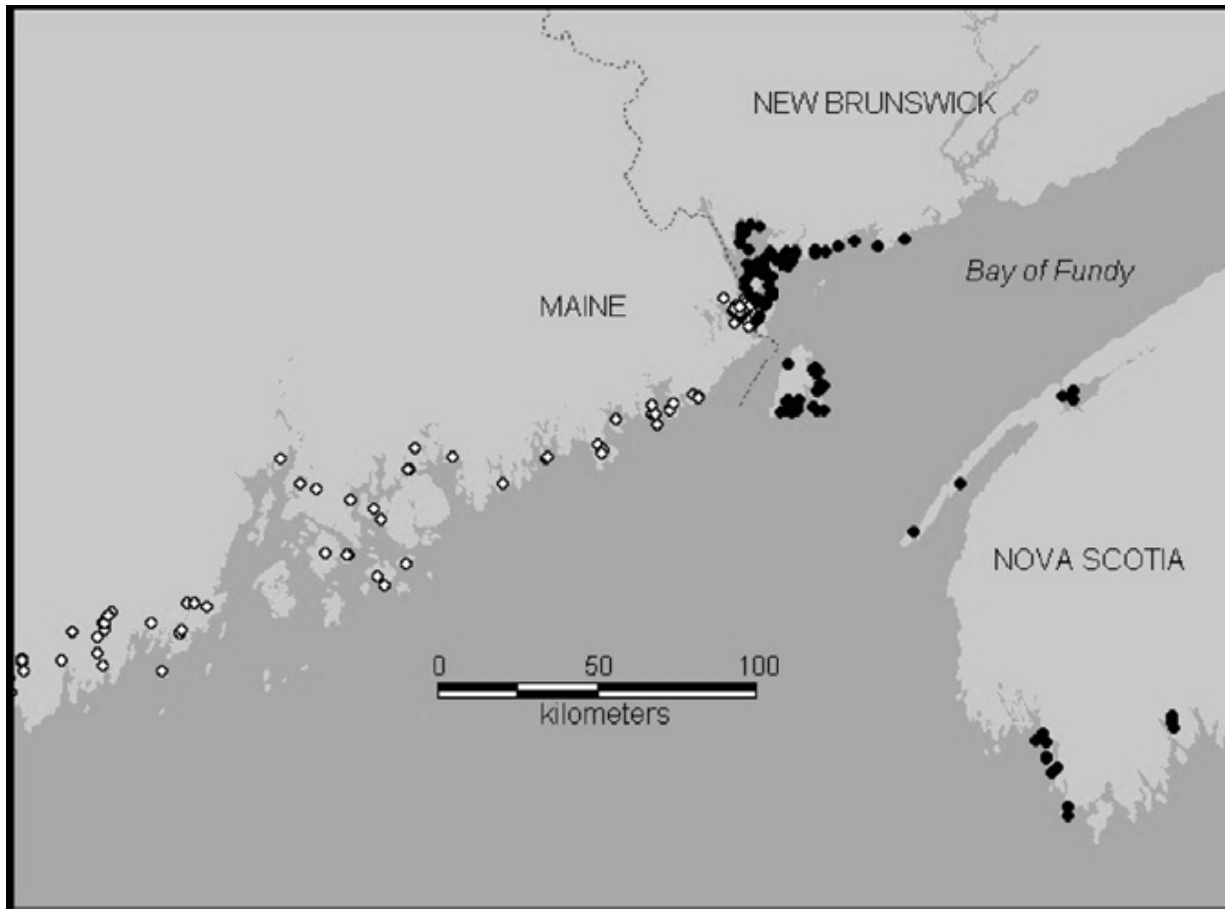 NEW BRUNSWICK
Bay of Fundy
MAINE
NOVA SCOTIA
0 50 100
kilometers